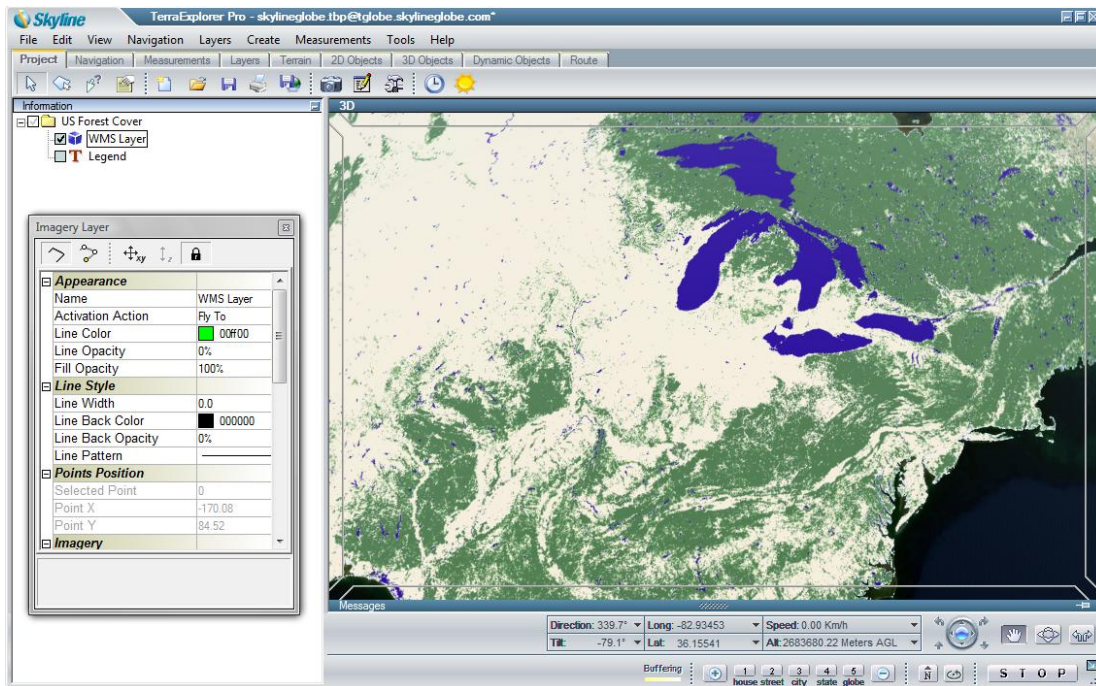 Skyline
TerraExplorer Pro - skylineglobe.tbp@tglobe.skylineglobe.com*
File Edit View Navigation Layers Create Measurements Tools Help
Project Navigation Measurements Layers Terrain 2D Objects 3D Objects Dynamic Objects Route
Information
3D
US Forest Cover
WMS Layer
T Legend
Imagery Layer
xy z
Appearance
Name WMS Layer
Activation Action Fly To
Line Color 00ff00
Line Opacity 0%
Fill Opacity 100%
Line Style
Line Width 0.0
Line Back Color 000000
Line Back Opacity 0%
Line Pattern
Points Position
Selected Point 0
Point X -170.08
Point Y 84.52
Imagery
Messages
Direction: 339.7° Long: -82.93453 Speed: 0.00 Km/h
Tilt: -79.1° Lat: 36.15541 Alt: 2683680.22 Meters AGL
Buffering
1 2 3 4 5
house street city state globe
N
S T O P